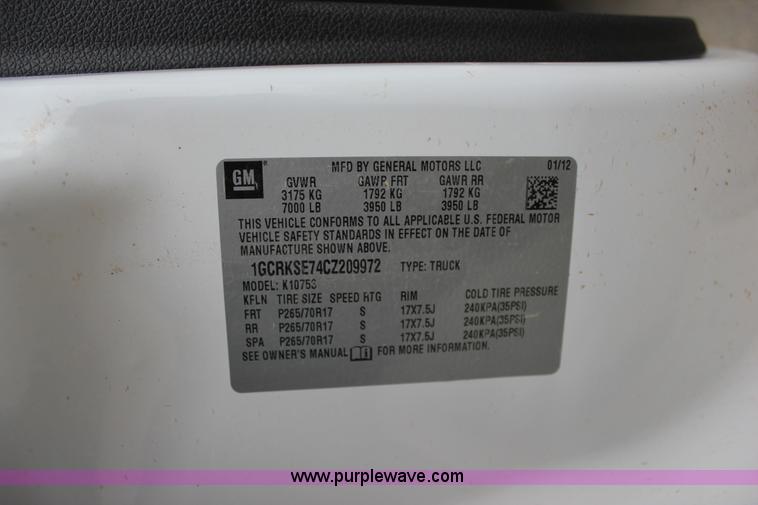 GM
MFD BY GENERAL MOTORS LLC 01/12
GVWR GAWR FRT GAWR RR
3175 KG 1792 KG 1792 KG
7000 LB 3950 LB 3950 LB
THIS VEHICLE CONFORMS TO ALL APPLICABLE U.S. FEDERAL MOTOR
VEHICLE SAFETY STANDARDS IN EFFECT ON THE DATE OF
MANUFACTURE SHOWN ABOVE.
1GCRKSE74CZ209972 TYPE: TRUCK
MODEL: K10753
KFLN TIRE SIZE SPEED RTG RIM COLD TIRE PRESSURE
FRT P265/70R17 S 17X7.5J 240KPA(35PSI)
RR P265/70R17 S 17X7.5J 240KPA(35PSI)
SPA P265/70R17 S 17X7.5J 240KPA(35PSI)
SEE OWNER'S MANUAL FOR MORE INFORMATION.
www.purplewave.com